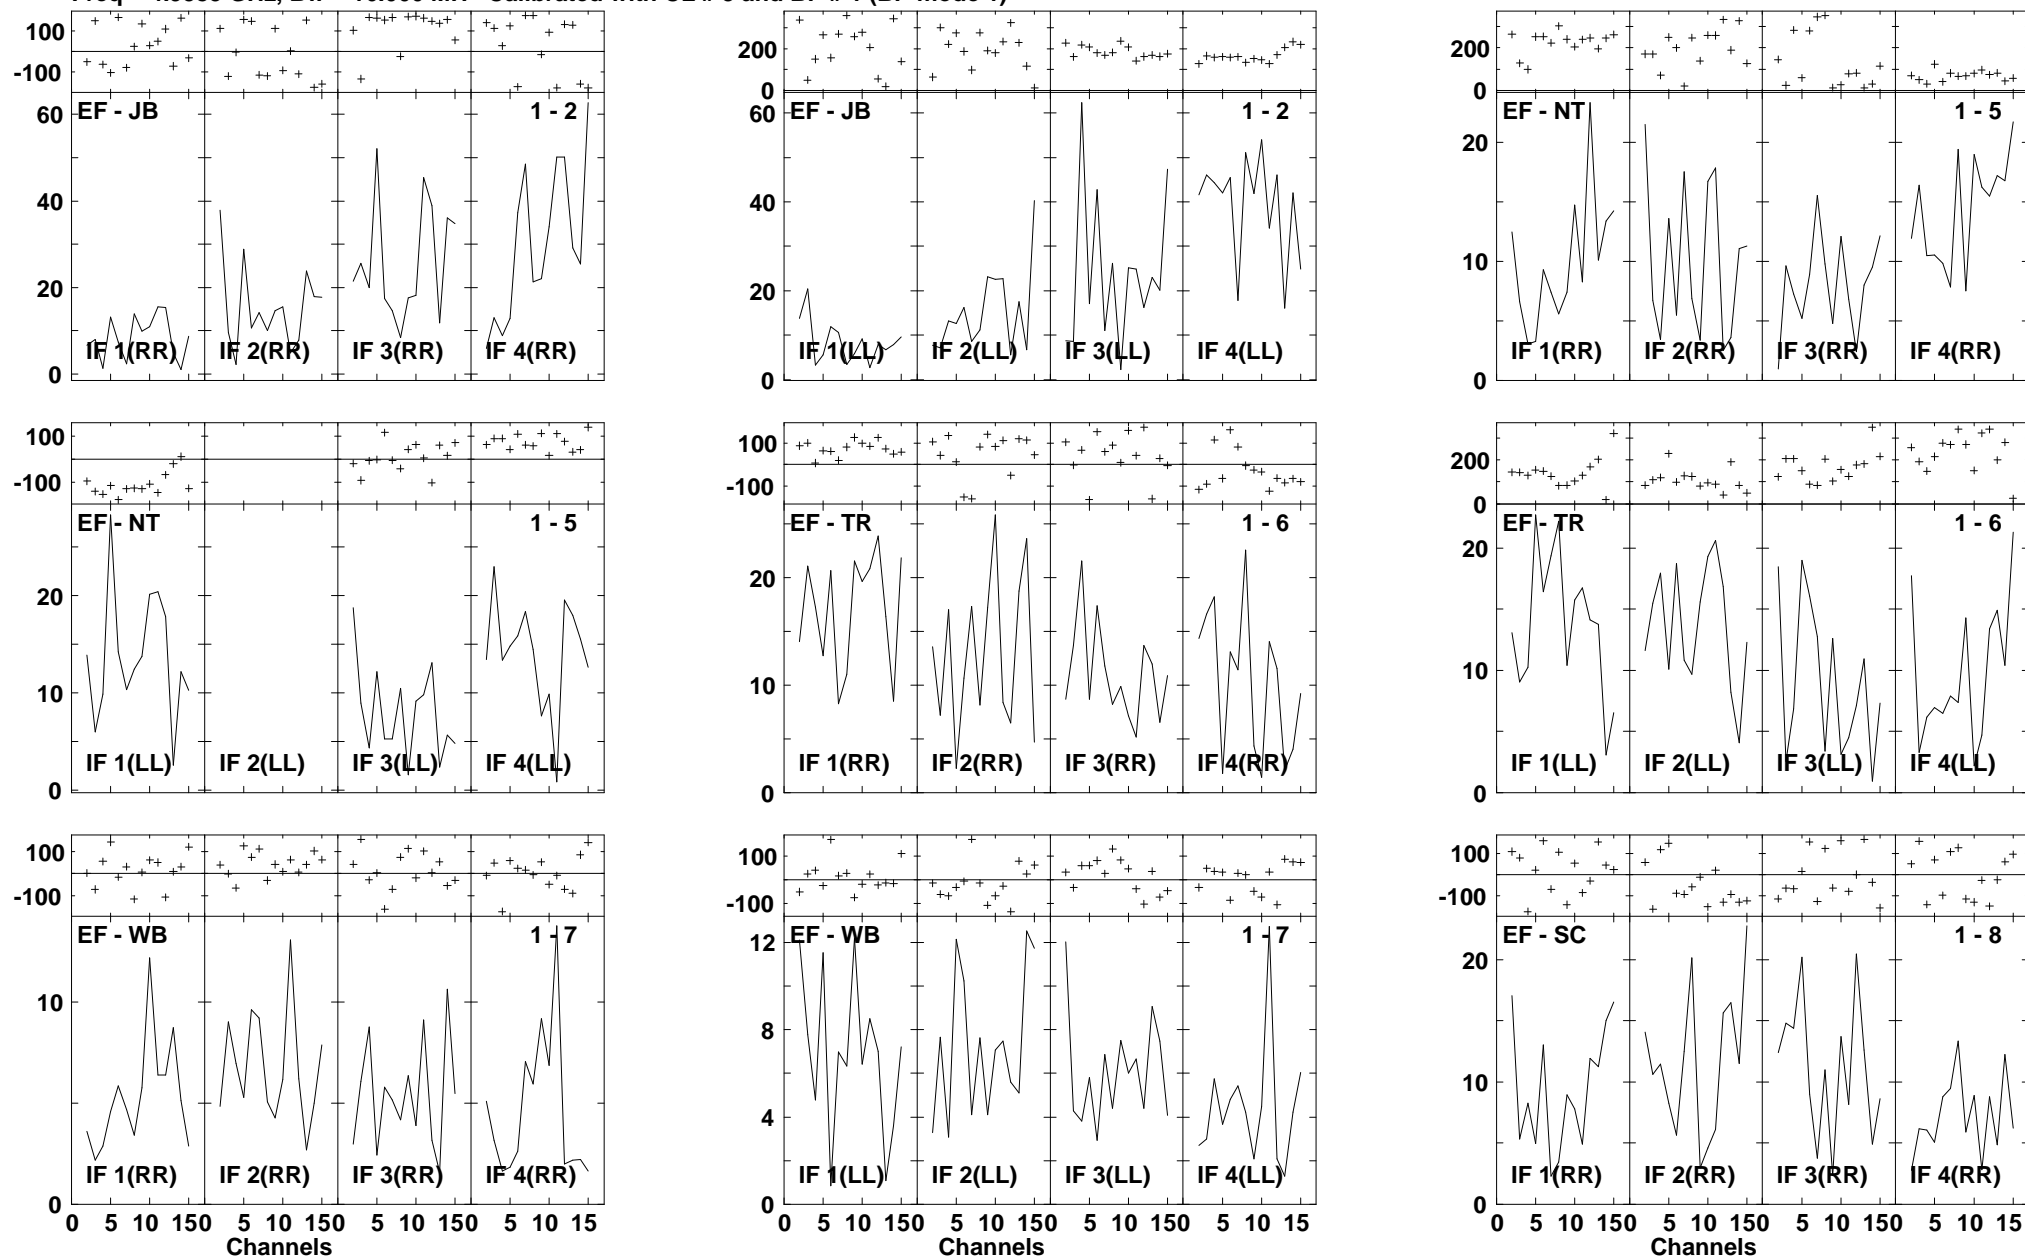 100
-100
60
40
20
0
EF - JB
1 - 2
IF 1(RR)
IF 2(RR)
IF 3(RR)
IF 4(RR)
200
0
60
40
20
0
EF - JB
1 - 2
IF 1(LL)
IF 2(LL)
IF 3(LL)
IF 4(LL)
200
0
20
10
0
EF - NT
1 - 5
IF 1(RR)
IF 2(RR)
IF 3(RR)
IF 4(RR)
100
-100
20
10
0
EF - NT
1 - 5
IF 1(LL)
IF 2(LL)
IF 3(LL)
IF 4(LL)
100
-100
20
10
0
EF - TR
1 - 6
IF 1(RR)
IF 2(RR)
IF 3(RR)
IF 4(RR)
200
0
20
10
0
EF - TR
1 - 6
IF 1(LL)
IF 2(LL)
IF 3(LL)
IF 4(LL)
100
-100
10
0
EF - WB
1 - 7
IF 1(RR)
IF 2(RR)
IF 3(RR)
IF 4(RR)
0 5 10 150 5 10 150 5 10 150 5 10 15
Channels
100
-100
12
8
4
0
EF - WB
1 - 7
IF 1(LL)
IF 2(LL)
IF 3(LL)
IF 4(LL)
0 5 10 150 5 10 150 5 10 150 5 10 15
Channels
100
-100
20
10
0
EF - SC
1 - 8
IF 1(RR)
IF 2(RR)
IF 3(RR)
IF 4(RR)
0 5 10 150 5 10 150 5 10 150 5 10 15
Channels